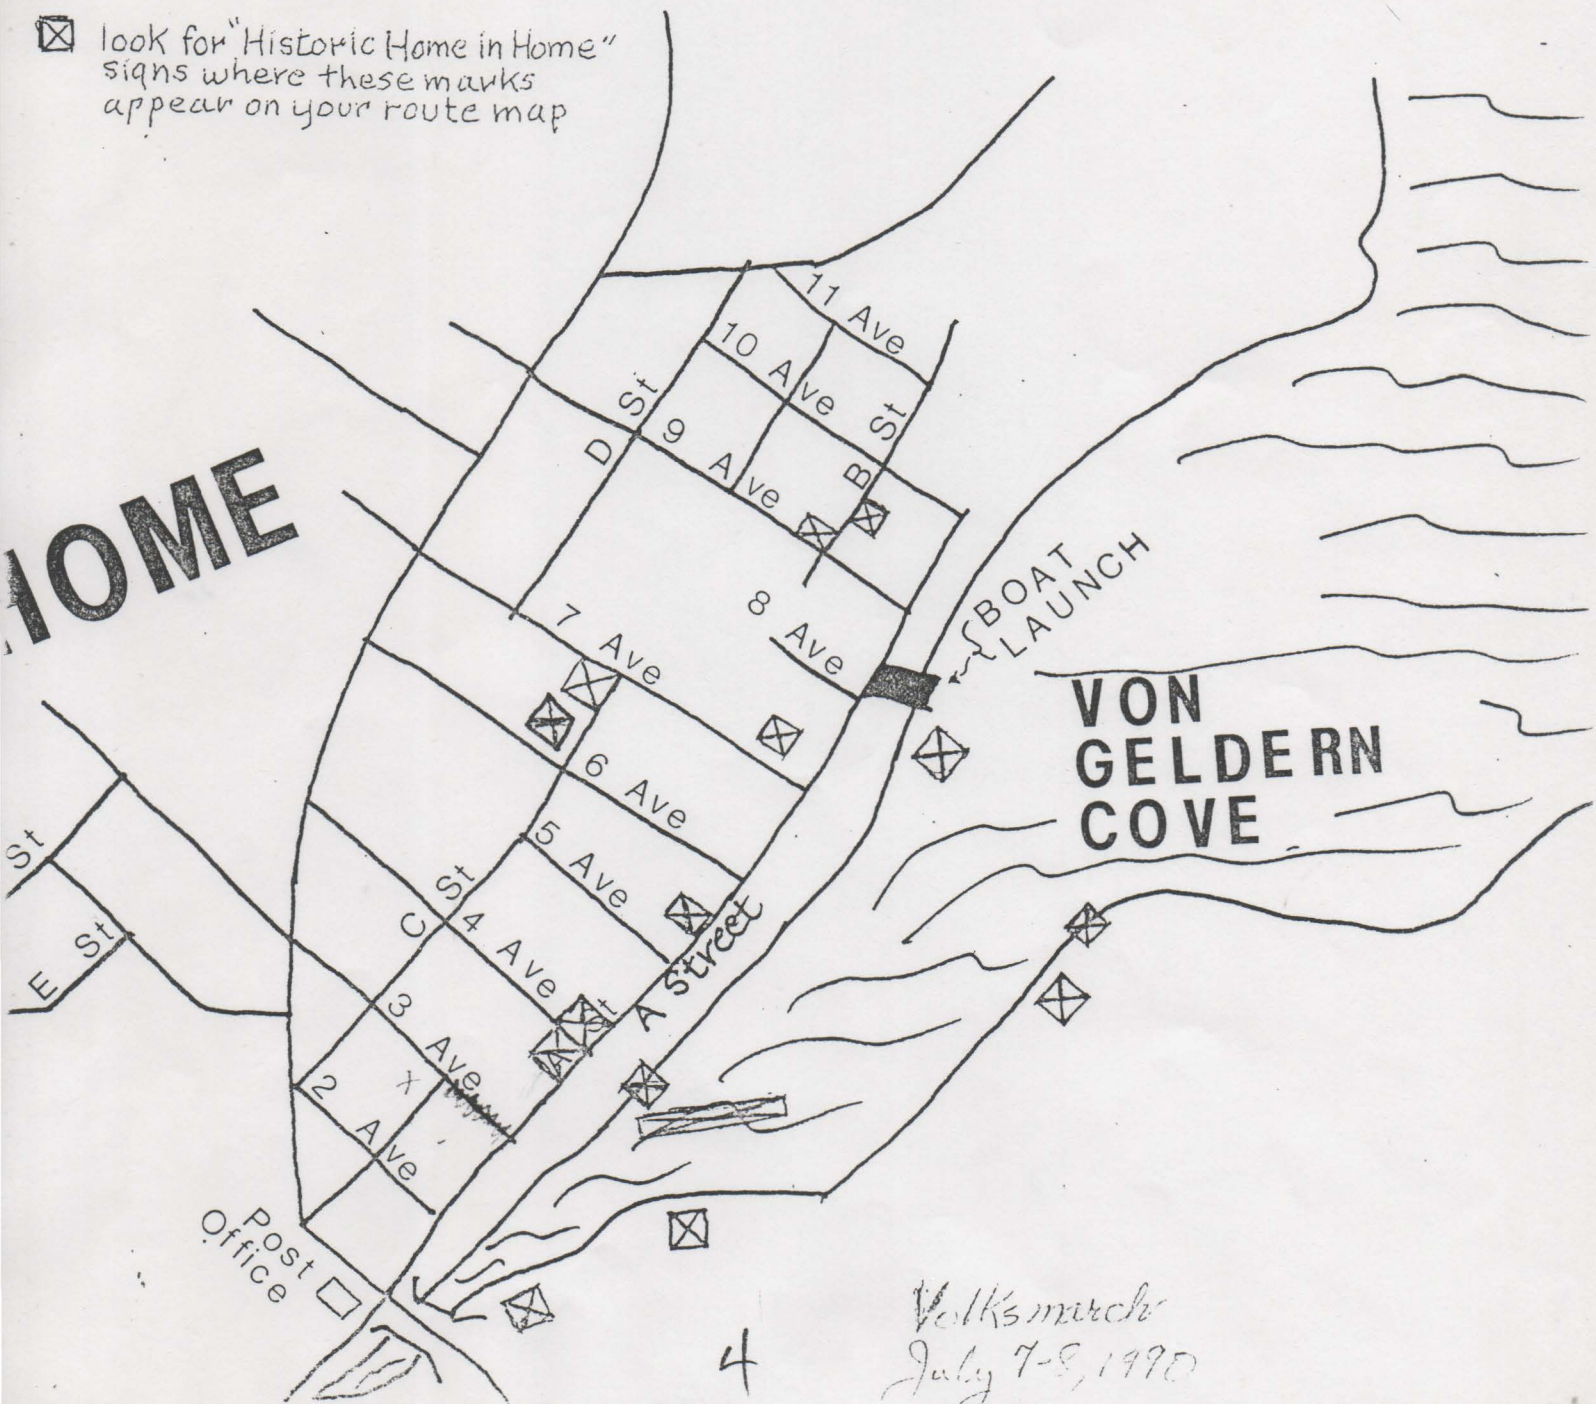 look for "Historic Home in Home"
signs where these marks
appear on your route map
11 Ave
10 Ave
D St
9 Ave
B St
HOME
BOAT
LAUNCH
8 Ave
7 Ave
VON
GELDERN
COVE
6 Ave
St
5 Ave
C St
4 Ave
A Street
E St
3 Ave
A St
X
2 Ave
Post
Office
4
Volksmarch
July 7-8, 1990